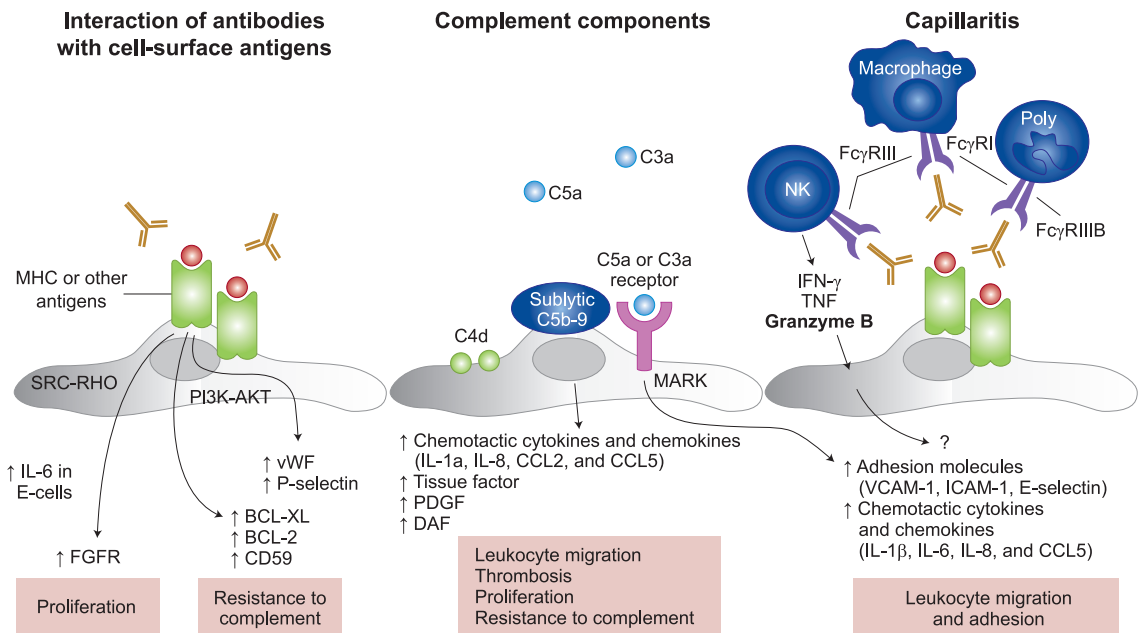 Interaction of antibodies
with cell-surface antigens
MHC or other
antigens
SRC-RHO
PI3K-AKT
↑ IL-6 in
E-cells
↑ vWF
↑ P-selectin
↑ BCL-XL
↑ BCL-2
↑ CD59
↑ FGFR
Proliferation
Resistance to
complement
Complement components
C3a
C5a
C5a or C3a
receptor
Sublytic
C5b-9
C4d
MARK
↑ Chemotactic cytokines and chemokines
(IL-1a, IL-8, CCL2, and CCL5)
↑ Tissue factor
↑ PDGF
↑ DAF
Leukocyte migration
Thrombosis
Proliferation
Resistance to complement
Capillaritis
Macrophage
Poly
FcγRIII
FcγRI
NK
FcγRIIIB
IFN-γ
TNF
Granzyme B
?
↑ Adhesion molecules
(VCAM-1, ICAM-1, E-selectin)
↑ Chemotactic cytokines
and chemokines
(IL-1β, IL-6, IL-8, and CCL5)
Leukocyte migration
and adhesion